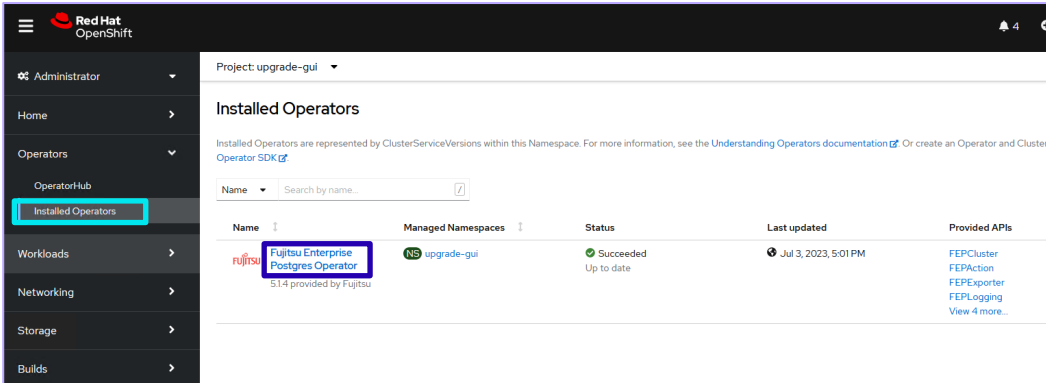 Red Hat
OpenShift
4
Administrator
Home
Operators
OperatorHub
Installed Operators
Workloads
Networking
Storage
Builds
Project: upgrade-gui
Installed Operators
Installed Operators are represented by ClusterServiceVersions within this Namespace. For more information, see the Understanding Operators documentation. Or create an Operator and Cluster
Operator SDK
Name Search by name... /
Name Managed Namespaces Status Last updated Provided APIs
FUJITSU Fujitsu Enterprise NS upgrade-gui Succeeded Jul 3, 2023, 5:01 PM FEPCluster
Postgres Operator Up to date FEPAction
5.1.4 provided by Fujitsu FEPExporter
FEPLogging
View 4 more...